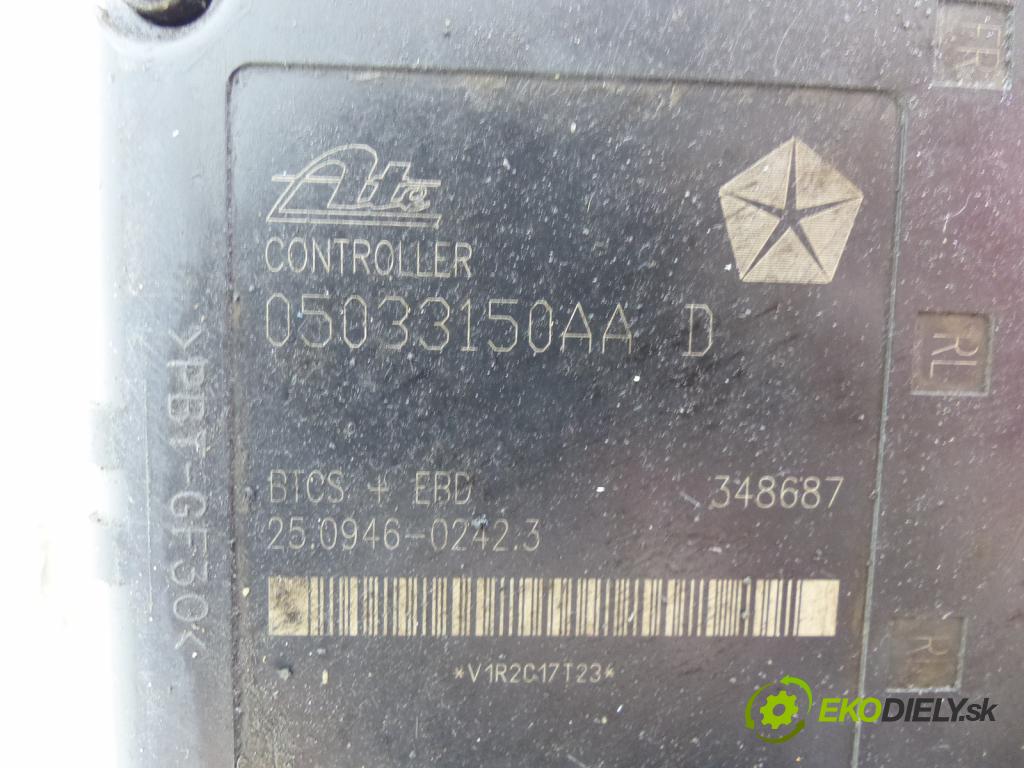 FR
Ate
CONTROLLER
05033150AA D
RL
>PBT-GF30<
BTCS + EBD 348687
25.0946-0242.3
*V1R2C17T23*
EKODIELY.sk